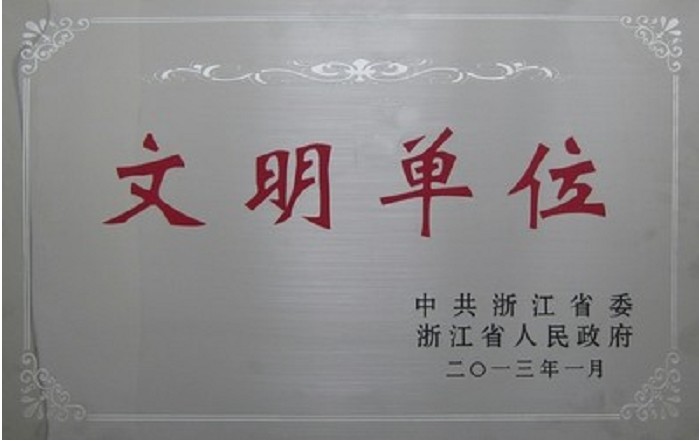 文明单位
中共浙江省委
浙江省人民政府
二〇一三年一月